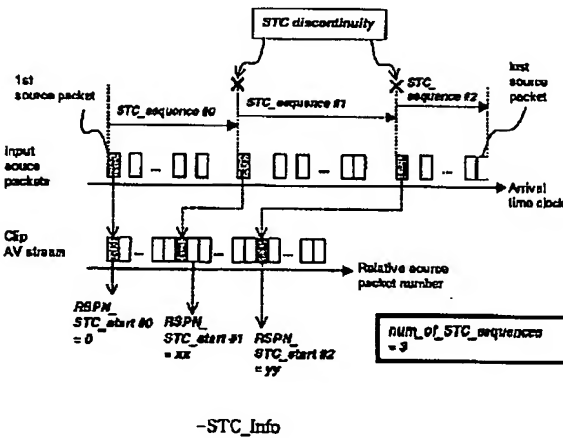 STC discontinuity
1st
source packet
last
source
packet
STC_sequence #0
STC_sequence #1
STC_
sequence #2
Input
source
packets
Arrival
time clock
Clip
AV stream
Relative source
packet number
RSPN_
STC_start #0
= 0
RSPN_
STC_start #1
= xx
RSPN_
STC_start #2
= yy
num_of_STC_sequences
= 3
-STC_Info